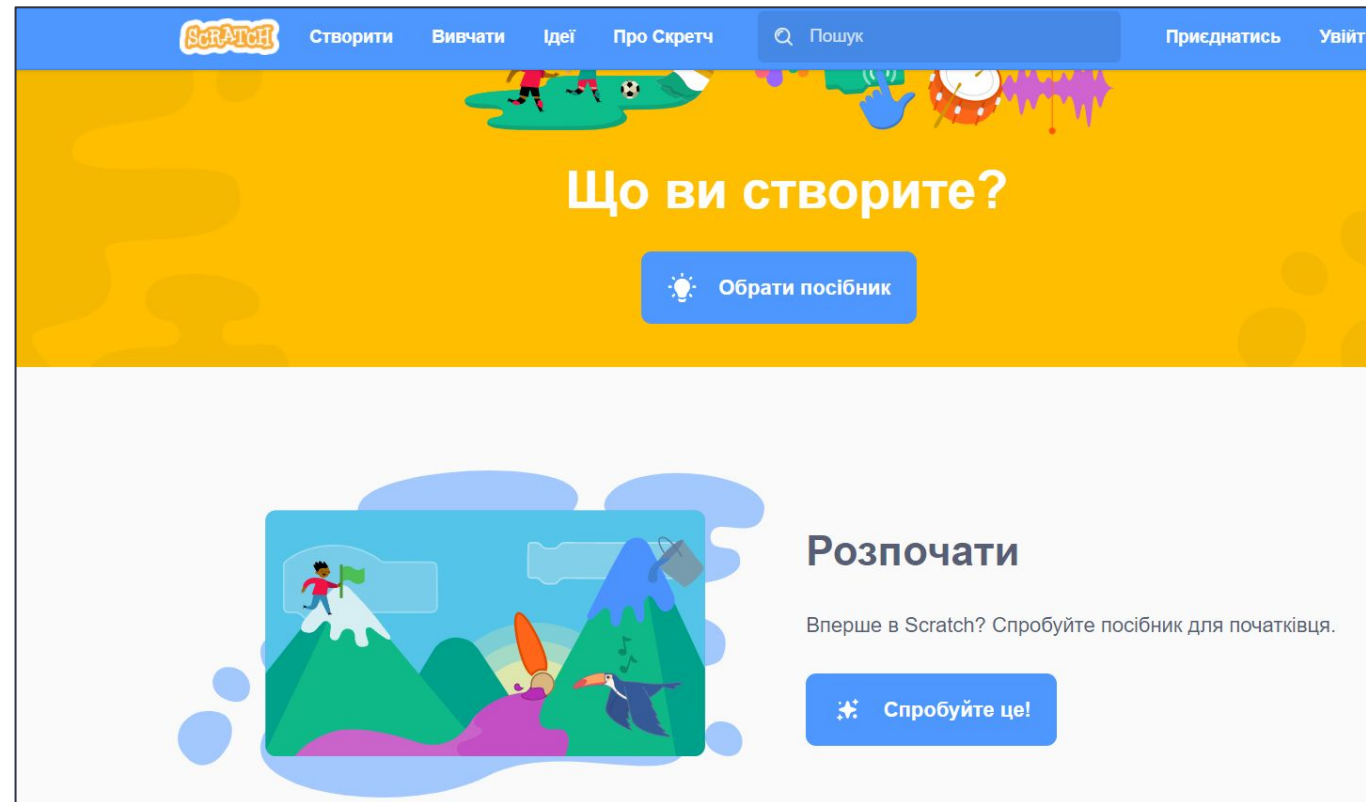 SCRATCH Створити Вивчати Ідеї Про Скретч Пошук Приєднатись Увійт
Що ви створите?
Обрати посібник
Розпочати
Вперше в Scratch? Спробуйте посібник для початківця.
Спробуйте це!